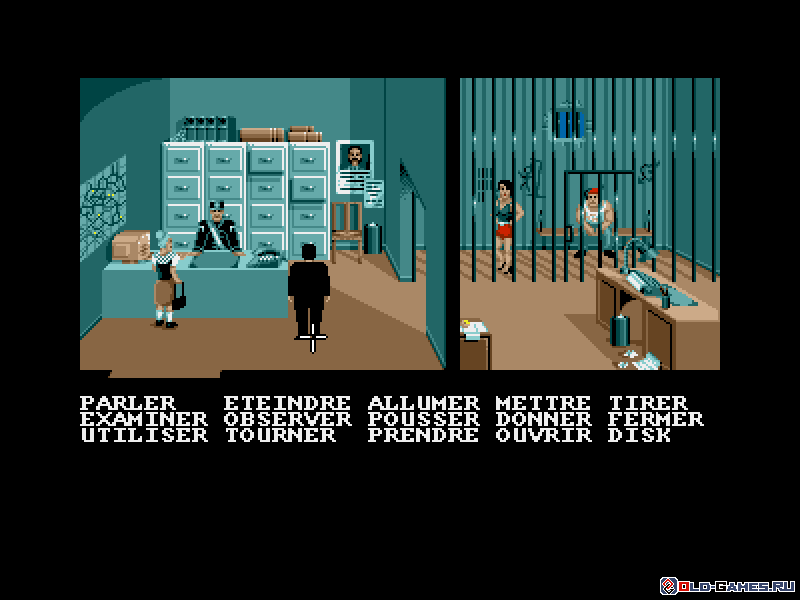 PARLER ETEINDRE ALLUMER METTRE TIRER
EXAMINER OBSERVER POUSSER DONNER FERMER
UTILISER TOURNER PRENDRE OUVRIR DISK
OLD-GAMES.RU